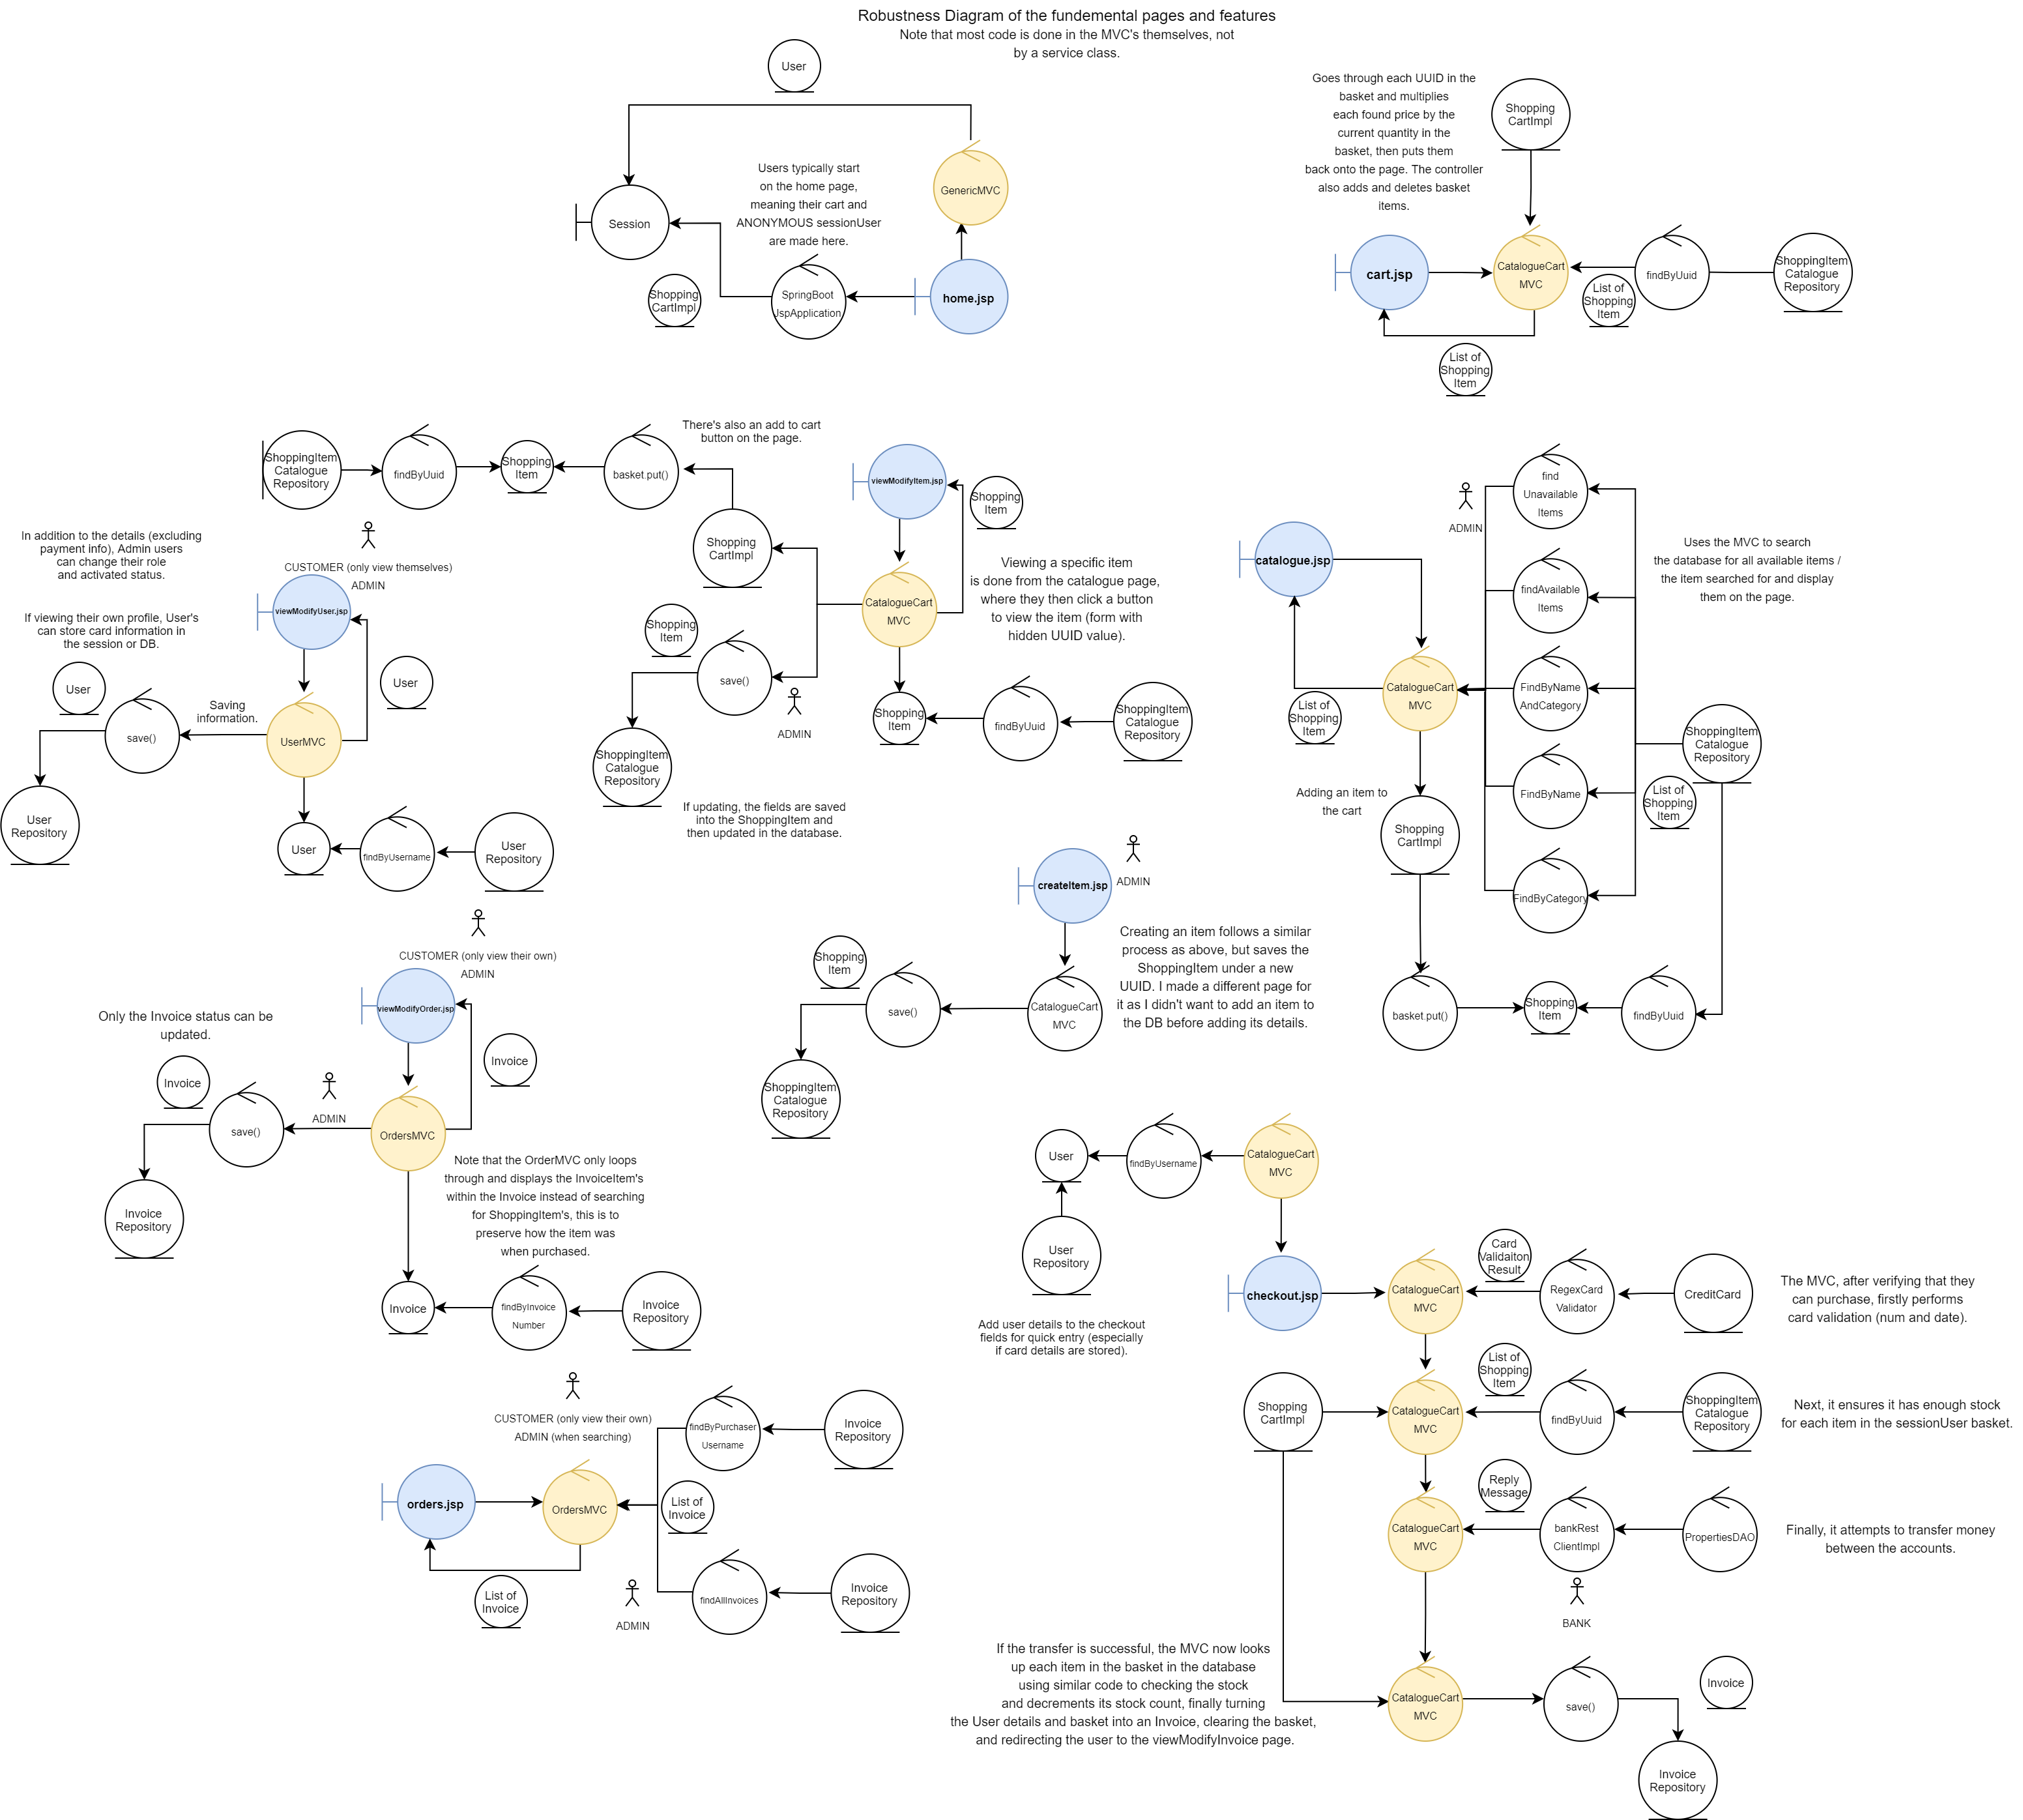 Robustness Diagram of the fundemental pages and features
Note that most code is done in the MVC's themselves, not
by a service class.
User
GenericMVC
Session
Users typically start
on the home page,
meaning their cart and
ANONYMOUS sessionUser
are made here.
Shopping
CartImpl
SpringBoot
JspApplication
home.jsp
Goes through each UUID in the
basket and multiplies
each found price by the
current quantity in the
basket, then puts them
back onto the page. The controller
also adds and deletes basket
items.
Shopping
CartImpl
cart.jsp
CatalogueCart
MVC
List of
Shopping
Item
findByUuid
ShoppingItem
Catalogue
Repository
List of
Shopping
Item
ShoppingItem
Catalogue
Repository
findByUuid
Shopping
Item
basket.put()
There's also an add to cart
button on the page.
viewModifyItem.jsp
Shopping
Item
Shopping
CartImpl
CatalogueCart
MVC
Viewing a specific item
is done from the catalogue page,
where they then click a button
to view the item (form with
hidden UUID value).
Shopping
Item
save()
ADMIN
ShoppingItem
Catalogue
Repository
Shopping
Item
findByUuid
ShoppingItem
Catalogue
Repository
If updating, the fields are saved
into the ShoppingItem and
then updated in the database.
In addition to the details (excluding
payment info), Admin users
can change their role
and activated status.
CUSTOMER (only view themselves)
ADMIN
viewModifyUser.jsp
If viewing their own profile, User's
can store card information in
the session or DB.
User
User
Saving
information.
save()
UserMVC
User
Repository
User
findByUsername
User
Repository
ADMIN
find
Unavailable
Items
catalogue.jsp
findAvailable
Items
Uses the MVC to search
the database for all available items /
the item searched for and display
them on the page.
CatalogueCart
MVC
List of
Shopping
Item
FindByName
AndCategory
ShoppingItem
Catalogue
Repository
FindByName
List of
Shopping
Item
Adding an item to
the cart
Shopping
CartImpl
FindByCategory
basket.put()
Shopping
Item
findByUuid
createItem.jsp
ADMIN
Creating an item follows a similar
process as above, but saves the
ShoppingItem under a new
UUID. I made a different page for
it as I didn't want to add an item to
the DB before adding its details.
Shopping
Item
save()
CatalogueCart
MVC
ShoppingItem
Catalogue
Repository
CUSTOMER (only view their own)
ADMIN
viewModifyOrder.jsp
Only the Invoice status can be
updated.
Invoice
Invoice
ADMIN
save()
OrdersMVC
Invoice
Repository
Note that the OrderMVC only loops
through and displays the InvoiceItem's
within the Invoice instead of searching
for ShoppingItem's, this is to
preserve how the item was
when purchased.
Invoice
findByInvoice
Number
Invoice
Repository
CUSTOMER (only view their own)
ADMIN (when searching)
findByPurchaser
Username
Invoice
Repository
orders.jsp
OrdersMVC
List of
Invoice
List of
Invoice
ADMIN
findAllInvoices
Invoice
Repository
User
findByUsername
CatalogueCart
MVC
User
Repository
checkout.jsp
CatalogueCart
MVC
Card
Validaiton
Result
RegexCard
Validator
CreditCard
The MVC, after verifying that they
can purchase, firstly performs
card validation (num and date).
Add user details to the checkout
fields for quick entry (especially
if card details are stored).
Shopping
CartImpl
CatalogueCart
MVC
List of
Shopping
Item
findByUuid
ShoppingItem
Catalogue
Repository
Next, it ensures it has enough stock
for each item in the sessionUser basket.
Reply
Message
CatalogueCart
MVC
bankRest
ClientImpl
PropertiesDAO
Finally, it attempts to transfer money
between the accounts.
BANK
If the transfer is successful, the MVC now looks
up each item in the basket in the database
using similar code to checking the stock
and decrements its stock count, finally turning
the User details and basket into an Invoice, clearing the basket,
and redirecting the user to the viewModifyInvoice page.
CatalogueCart
MVC
save()
Invoice
Invoice
Repository